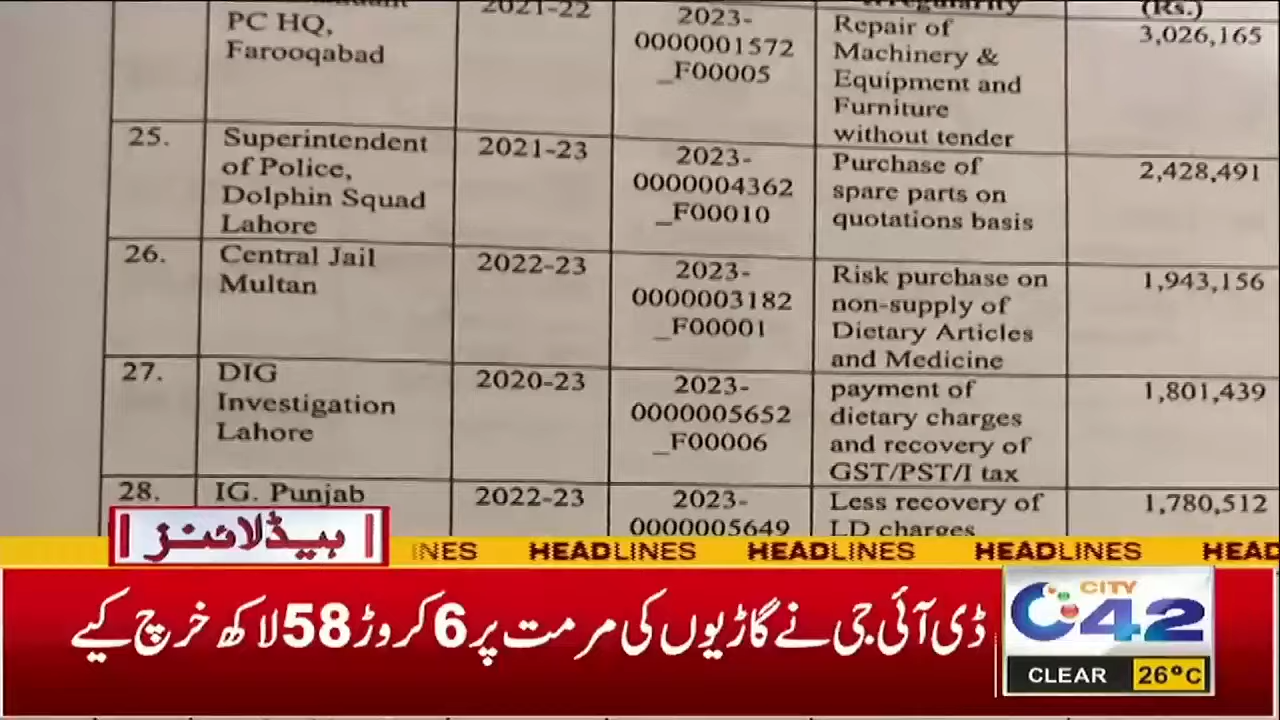 2021-22
2023-
(Rs.)
PC HQ,
Farooqabad
0000001572
_F00005
Repair of
Machinery &
Equipment and
Furniture
without tender
3,026,165
25.
Superintendent
of Police,
Dolphin Squad
Lahore
2021-23
2023-
0000004362
_F00010
Purchase of
spare parts on
quotations basis
2,428,491
26.
Central Jail
Multan
2022-23
2023-
0000003182
_F00001
Risk purchase on
non-supply of
Dietary Articles
and Medicine
1,943,156
27.
DIG
Investigation
Lahore
2020-23
2023-
0000005652
_F00006
payment of
dietary charges
and recovery of
GST/PST/I tax
1,801,439
28.
IG. Punjab
2022-23
2023-
0000005649
Less recovery of
LD charges
1,780,512
ہیڈلائنز
INES HEADLINES HEADLINES HEADLINES HEAD
ڈی آئی جی نے گاڑیوں کی مرمت پر 6 کروڑ 58 لاکھ خرچ کیے
CITY
42
CLEAR 26°C